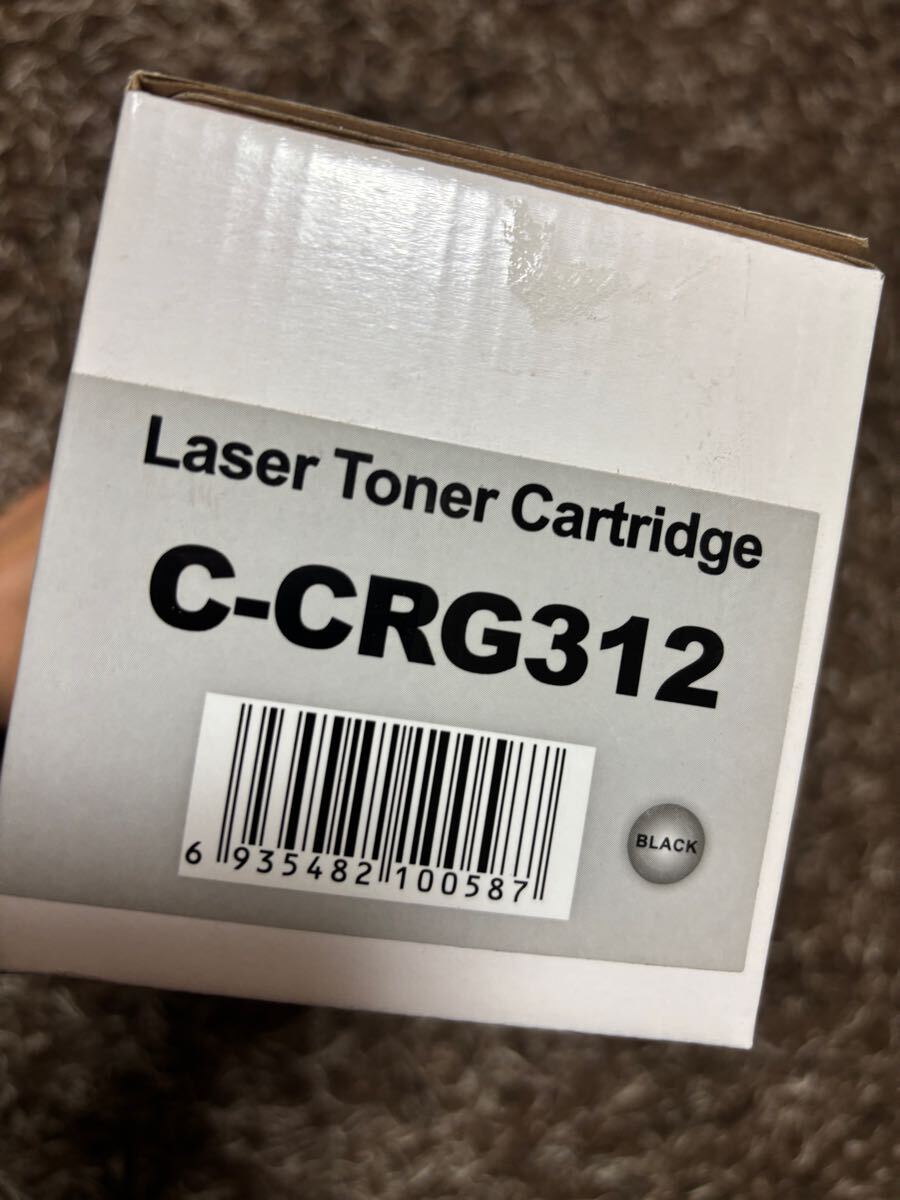 Laser Toner Cartridge
C-CRG312
6 935482 100587
BLACK